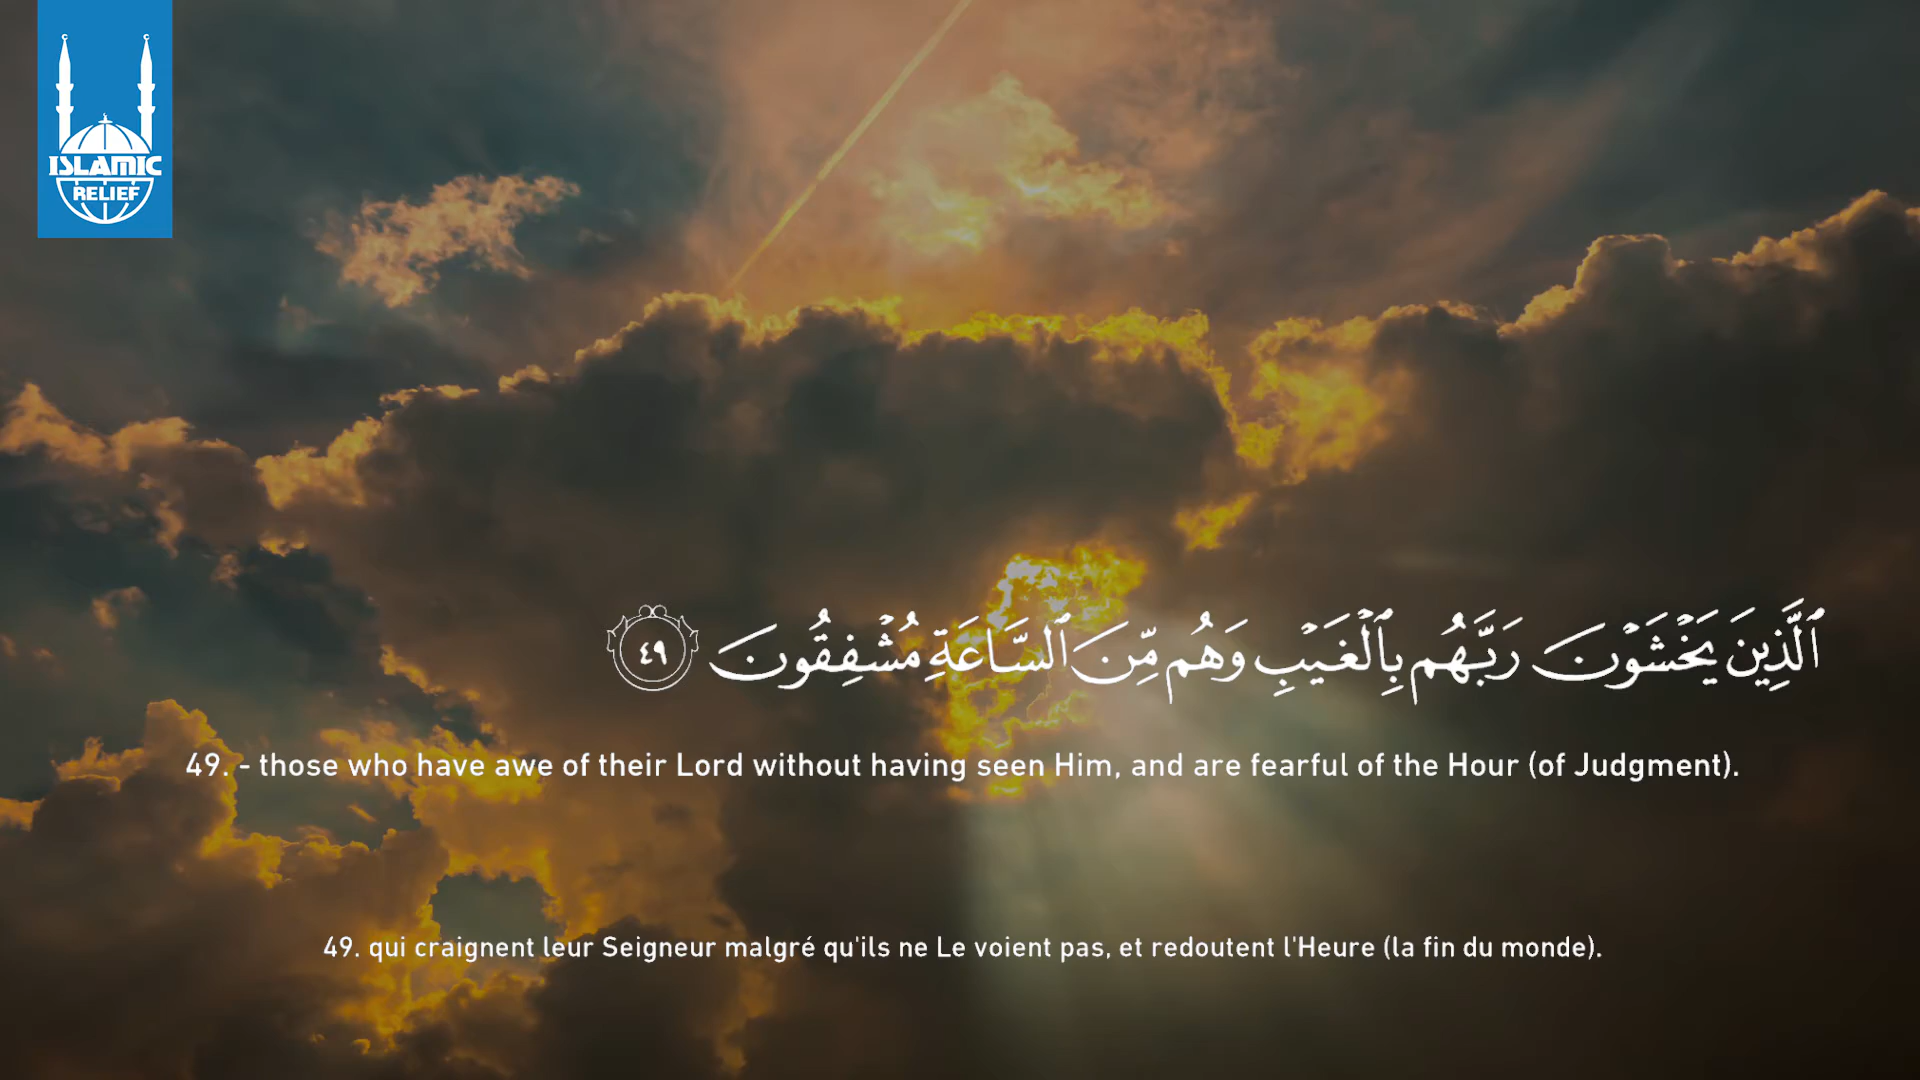 ISLAMIC
RELIEF
ٱلَّذِينَ يَخْشَوْنَ رَبَّهُم بِٱلْغَيْبِ وَهُم مِّنَ ٱلسَّاعَةِ مُشْفِقُونَ ٤٩
49. - those who have awe of their Lord without having seen Him, and are fearful of the Hour (of Judgment).
49. qui craignent leur Seigneur malgré qu'ils ne Le voient pas, et redoutent l'Heure (la fin du monde).